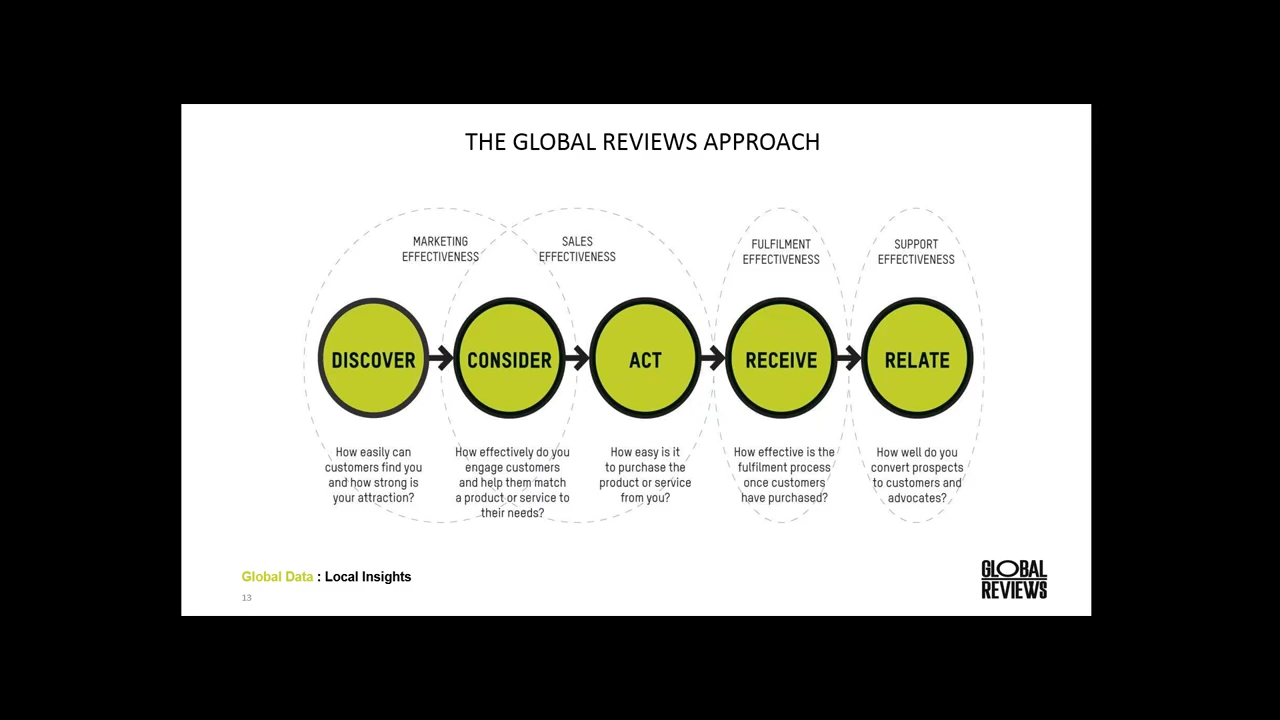 THE GLOBAL REVIEWS APPROACH
MARKETING
EFFECTIVENESS
SALES
EFFECTIVENESS
FULFILMENT
EFFECTIVENESS
SUPPORT
EFFECTIVENESS
DISCOVER
CONSIDER
ACT
RECEIVE
RELATE
How easily can
customers find you
and how strong is
your attraction?
How effectively do you
engage customers
and help them match
a product or service to
their needs?
How easy is it
to purchase the
product or service
from you?
How effective is the
fulfilment process
once customers
have purchased?
How well do you
convert prospects
to customers and
advocates?
Global Data : Local Insights
13
GLOBAL
REVIEWS